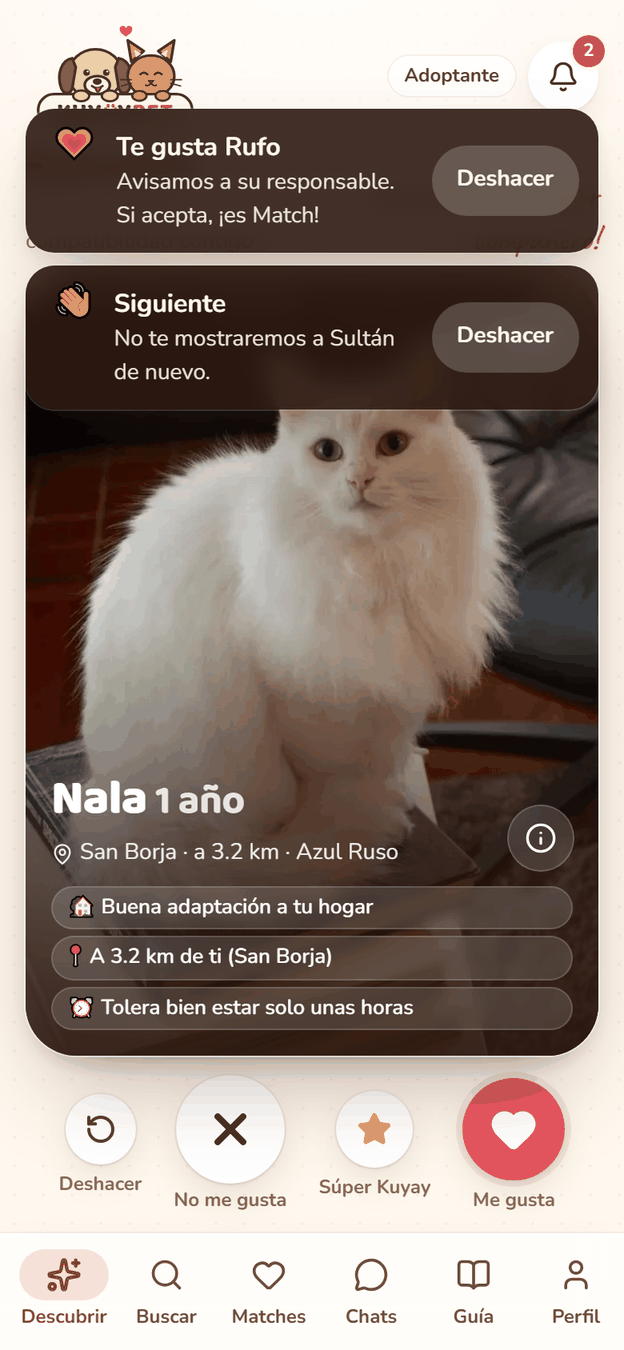 Adoptante
2
Te gusta Rufo
Avisamos a su responsable.
Si acepta, ¡es Match!
Deshacer
Siguiente
No te mostraremos a Sultán
de nuevo.
Deshacer
Nala 1 año
San Borja · a 3.2 km · Azul Ruso
Buena adaptación a tu hogar
A 3.2 km de ti (San Borja)
Tolera bien estar solo unas horas
Deshacer
No me gusta
Súper Kuyay
Me gusta
Descubrir
Buscar
Matches
Chats
Guía
Perfil